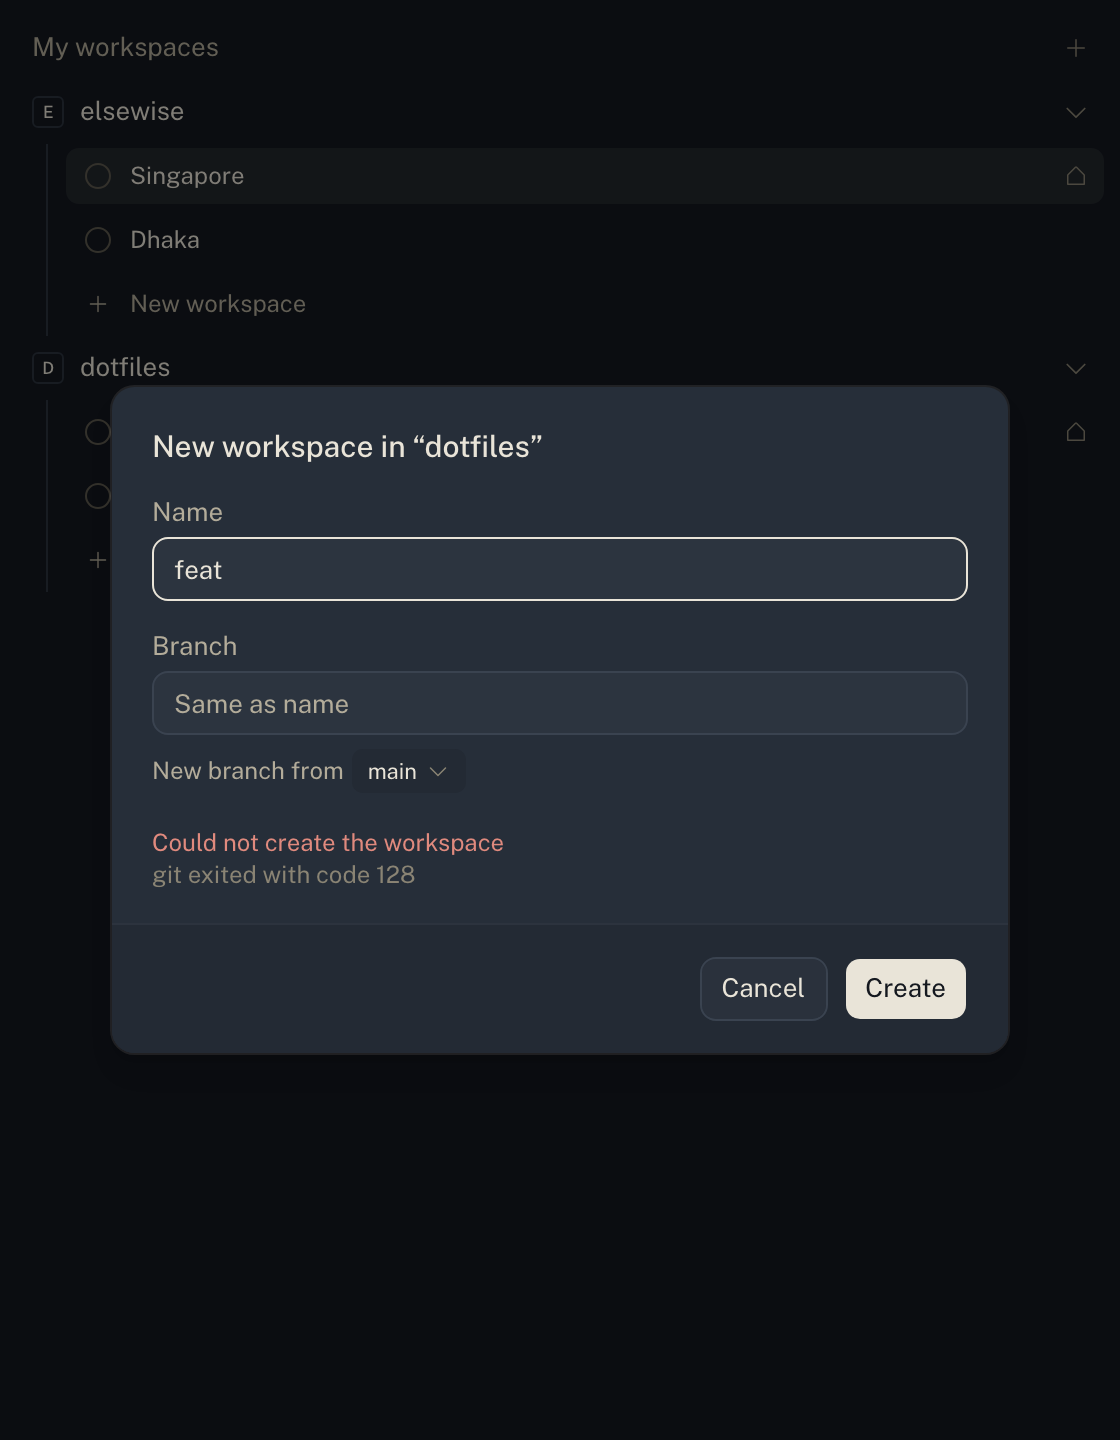 My workspaces
E elsewise
Singapore
Dhaka
New workspace
D dotfiles
New workspace in “dotfiles”
Name
feat
Branch
Same as name
New branch from main
Could not create the workspace
git exited with code 128
Cancel Create